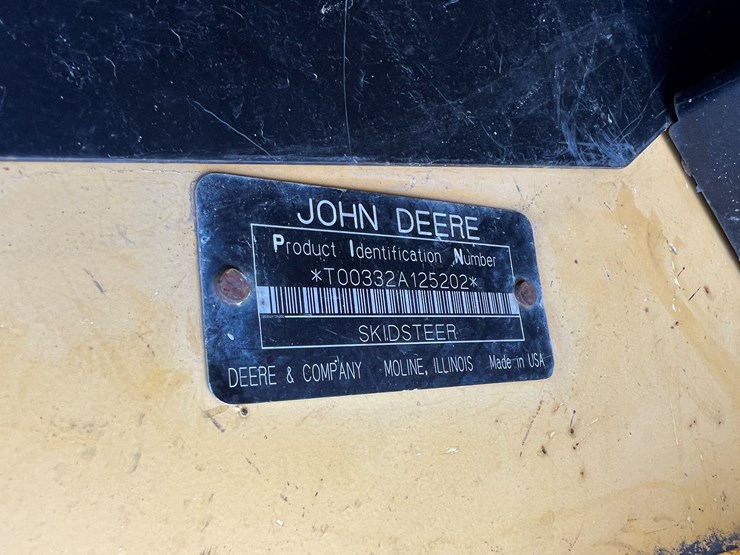 JOHN DEERE
Product Identification Number
*T00332A125202*
SKIDSTEER
DEERE & COMPANY MOLINE, ILLINOIS Made in USA